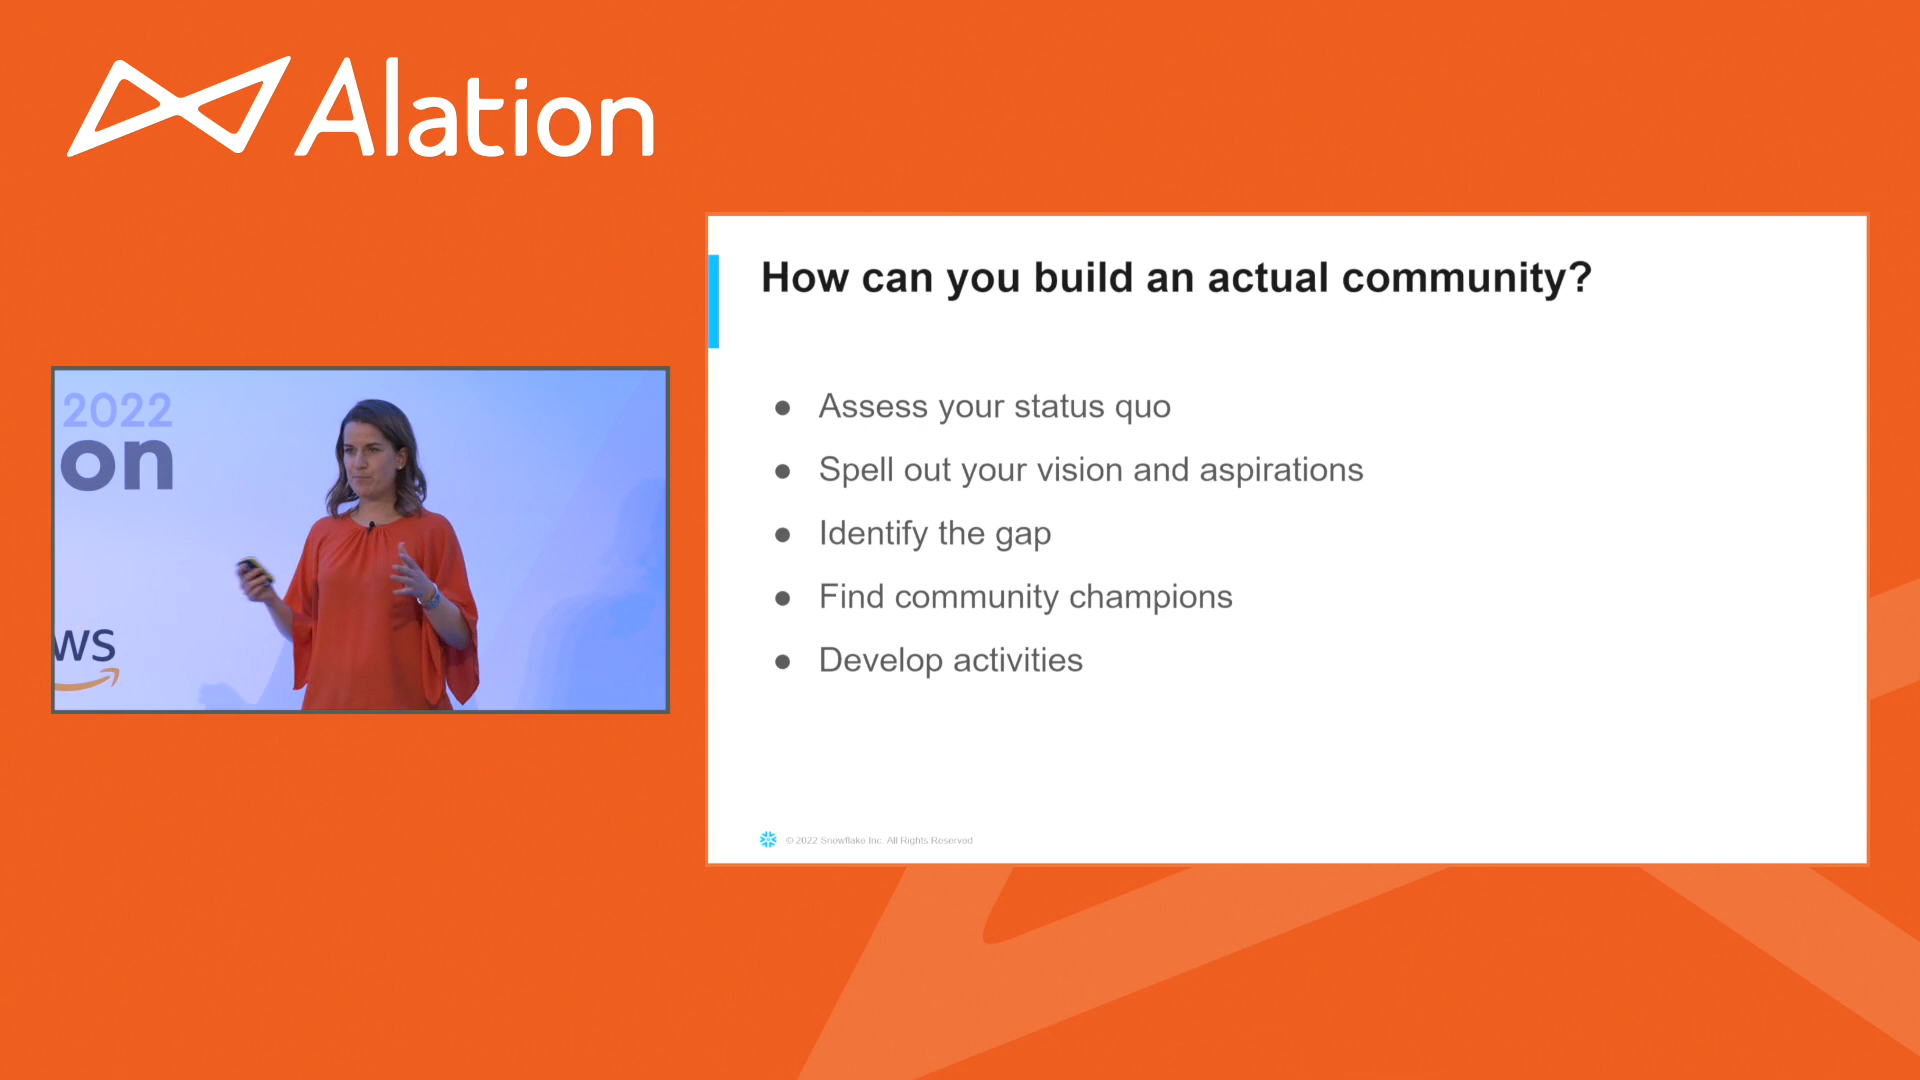 Alation
How can you build an actual community?
● Assess your status quo
● Spell out your vision and aspirations
● Identify the gap
● Find community champions
● Develop activities
© 2022 Snowflake Inc. All Rights Reserved
2022
on
ws